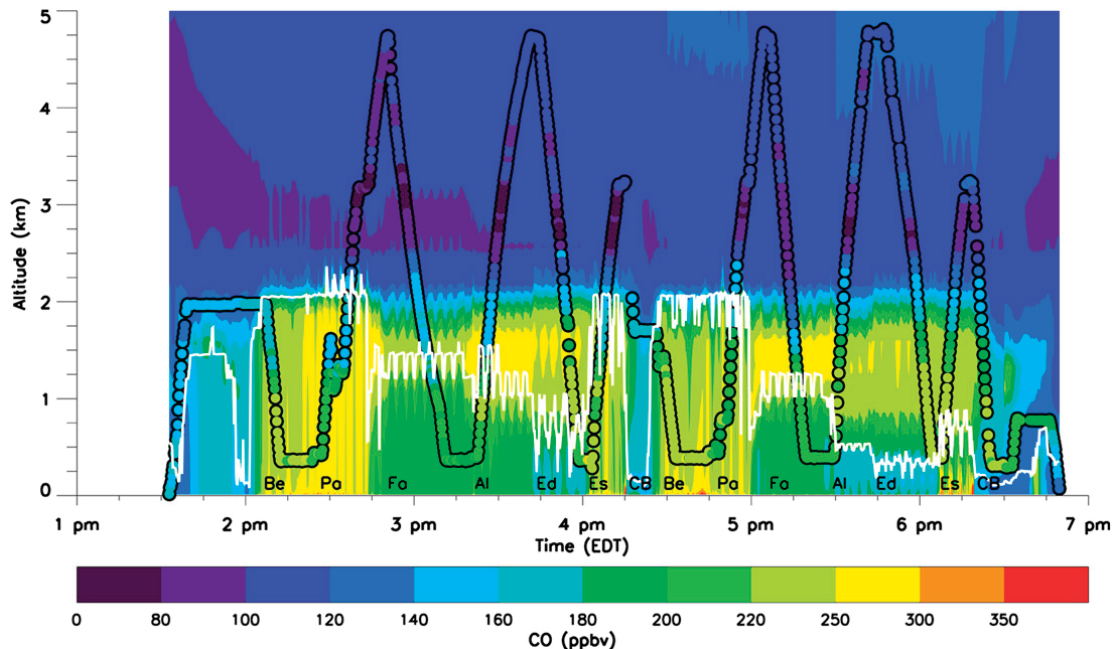 5
4
Altitude (km)
3
2
1
0
Be Pa Fa Al Ed Es CB Be Pa Fa Al Ed Es CB
1 pm 2 pm 3 pm 4 pm 5 pm 6 pm 7 pm
Time (EDT)
0 80 100 120 140 160 180 200 220 250 300 350
CO (ppbv)